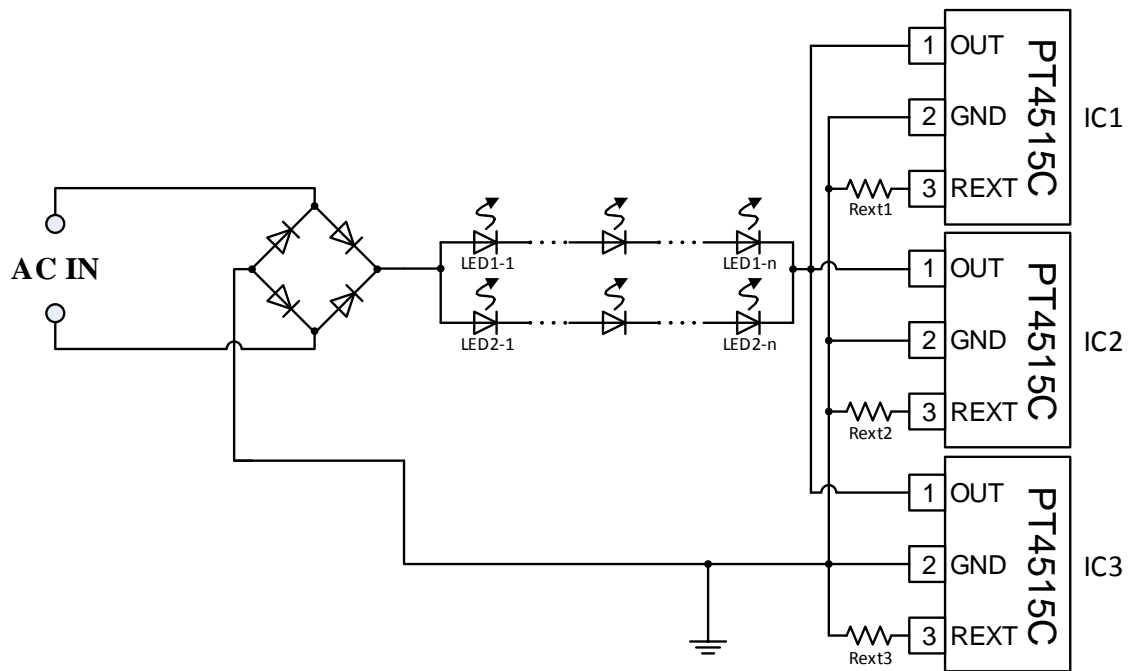 1 OUT
2 GND
3 REXT
PT4515C
IC1
Rext1
AC IN
LED1-1
LED1-n
LED2-1
LED2-n
1 OUT
2 GND
3 REXT
PT4515C
IC2
Rext2
1 OUT
2 GND
3 REXT
PT4515C
IC3
Rext3